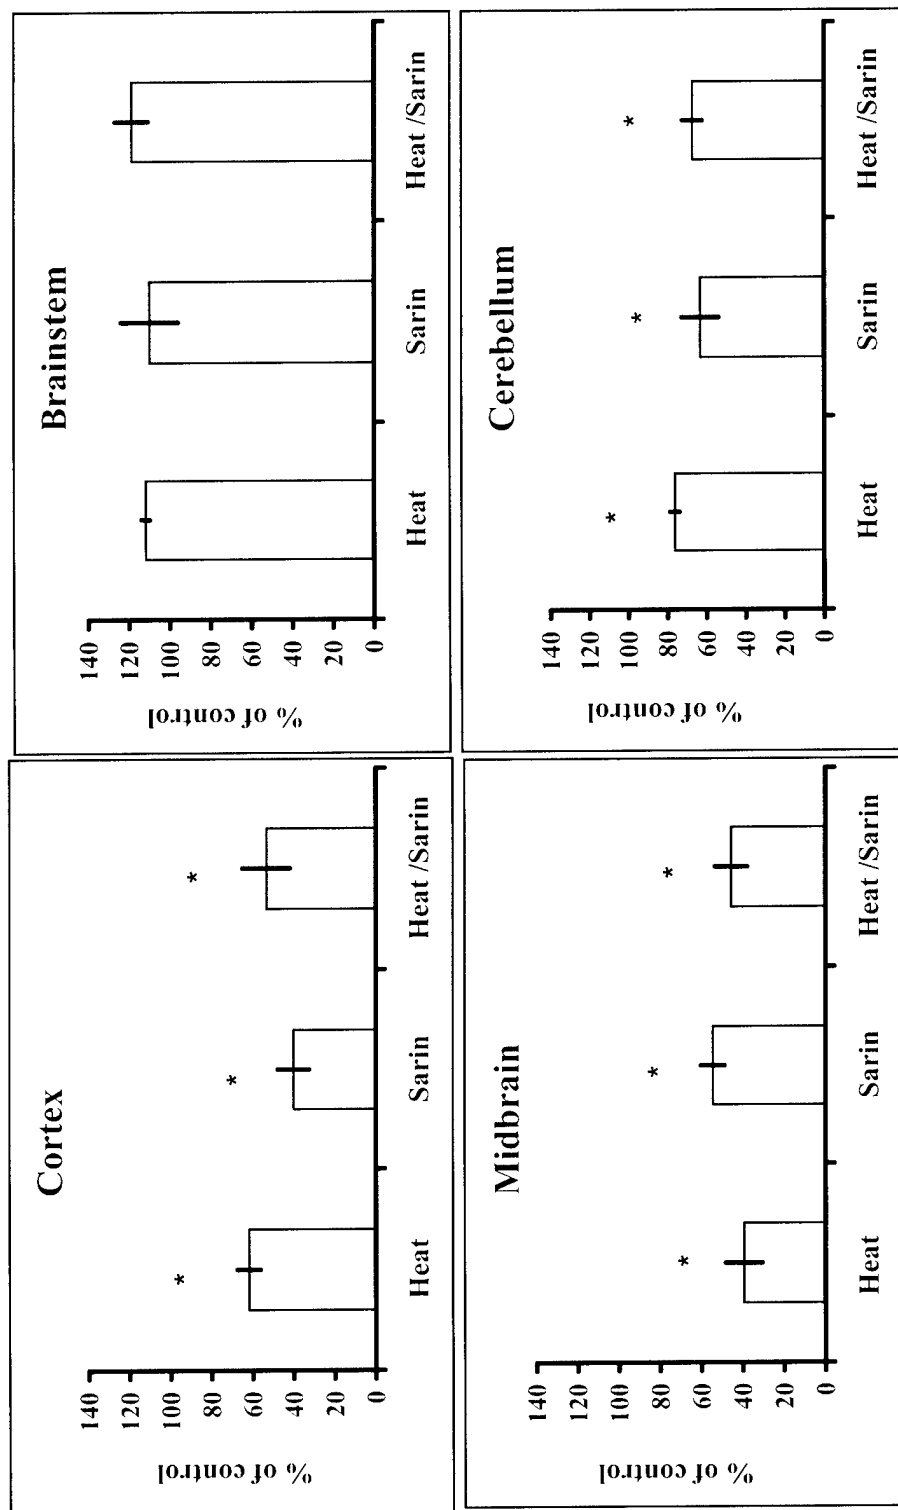 Cortex
% of control
140
120
100
80
60
40
20
0
*
*
*
Heat
Sarin
Heat /Sarin
Brainstem
% of control
140
120
100
80
60
40
20
0
Heat
Sarin
Heat /Sarin
Midbrain
% of control
140
120
100
80
60
40
20
0
*
*
*
Heat
Sarin
Heat /Sarin
Cerebellum
% of control
140
120
100
80
60
40
20
0
*
*
*
Heat
Sarin
Heat /Sarin